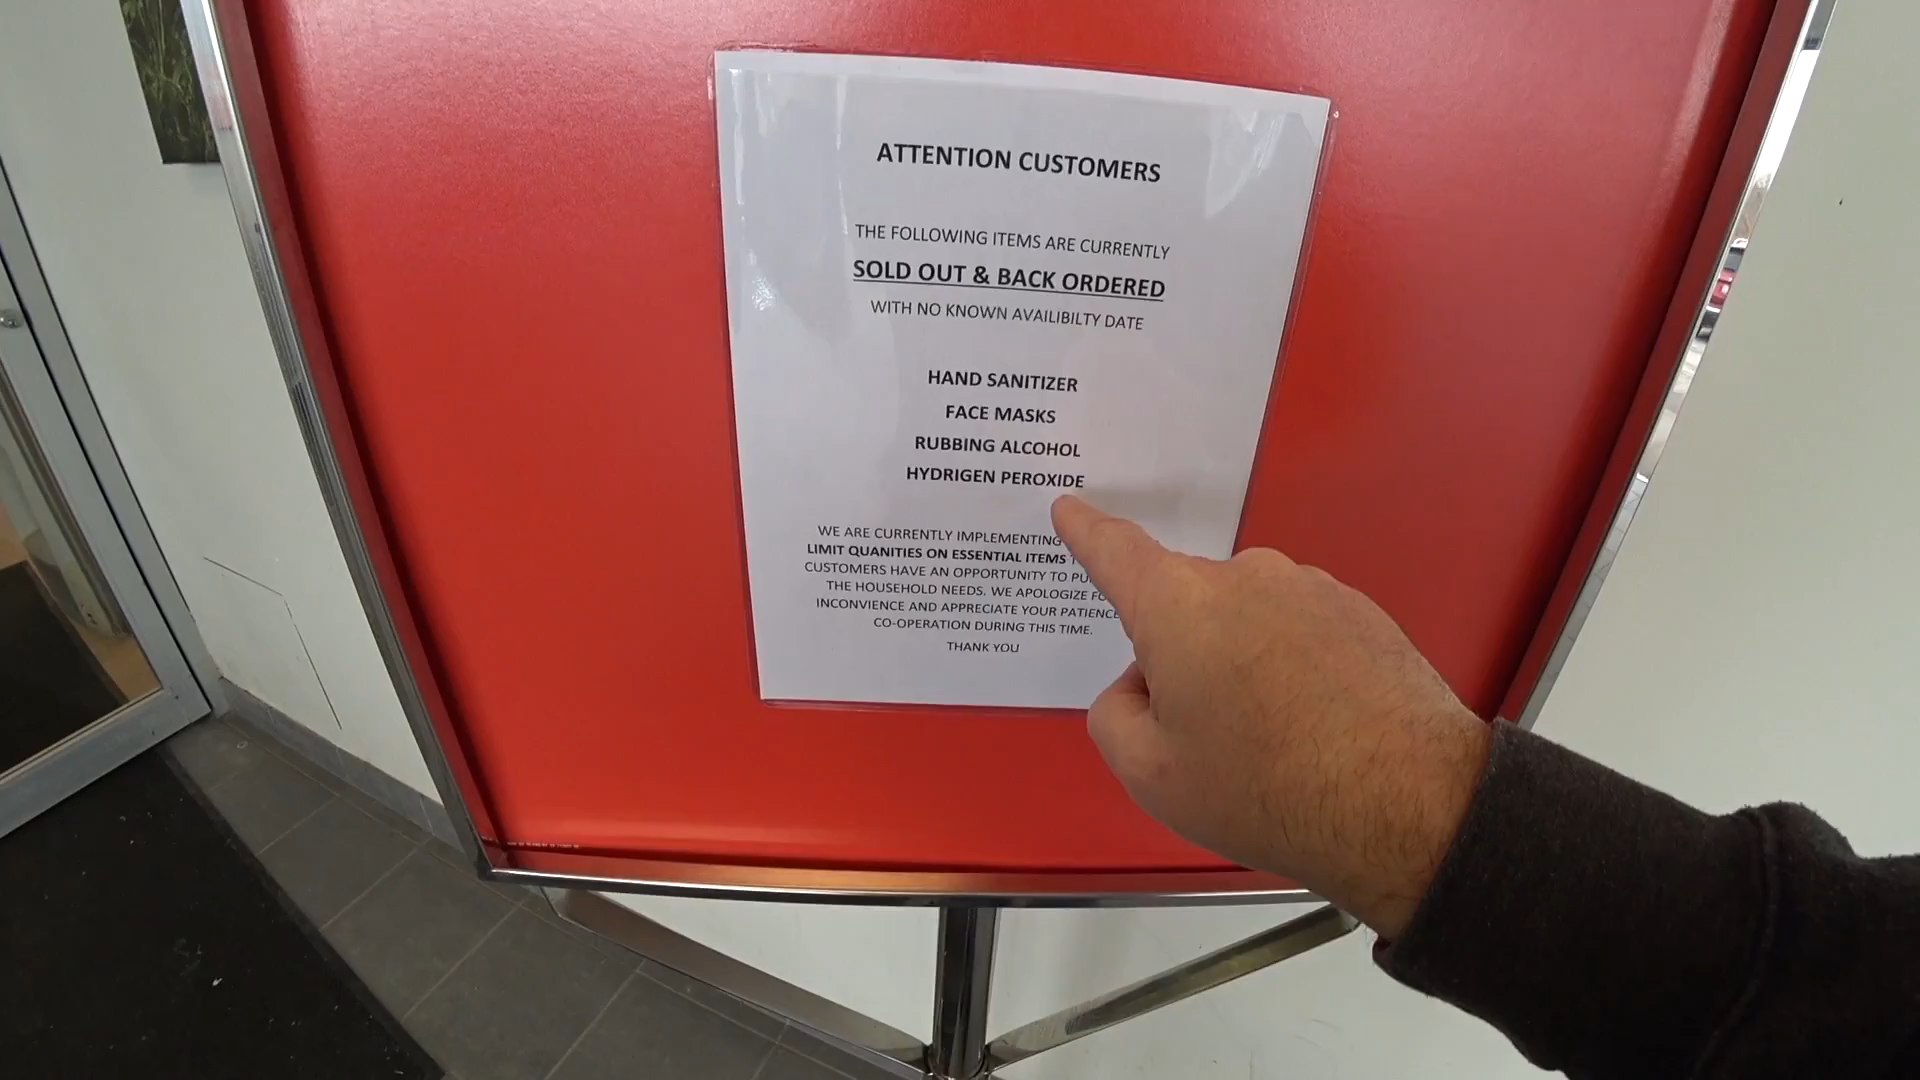 ATTENTION CUSTOMERS
THE FOLLOWING ITEMS ARE CURRENTLY
SOLD OUT & BACK ORDERED
WITH NO KNOWN AVAILIBILTY DATE
HAND SANITIZER
FACE MASKS
RUBBING ALCOHOL
HYDRIGEN PEROXIDE
WE ARE CURRENTLY IMPLEMENTING
LIMIT QUANITIES ON ESSENTIAL ITEMS
CUSTOMERS HAVE AN OPPORTUNITY TO
THE HOUSEHOLD NEEDS. WE APOLOGIZE
INCONVIENCE AND APPRECIATE YOUR PATIENCE
CO-OPERATION DURING THIS TIME.
THANK YOU